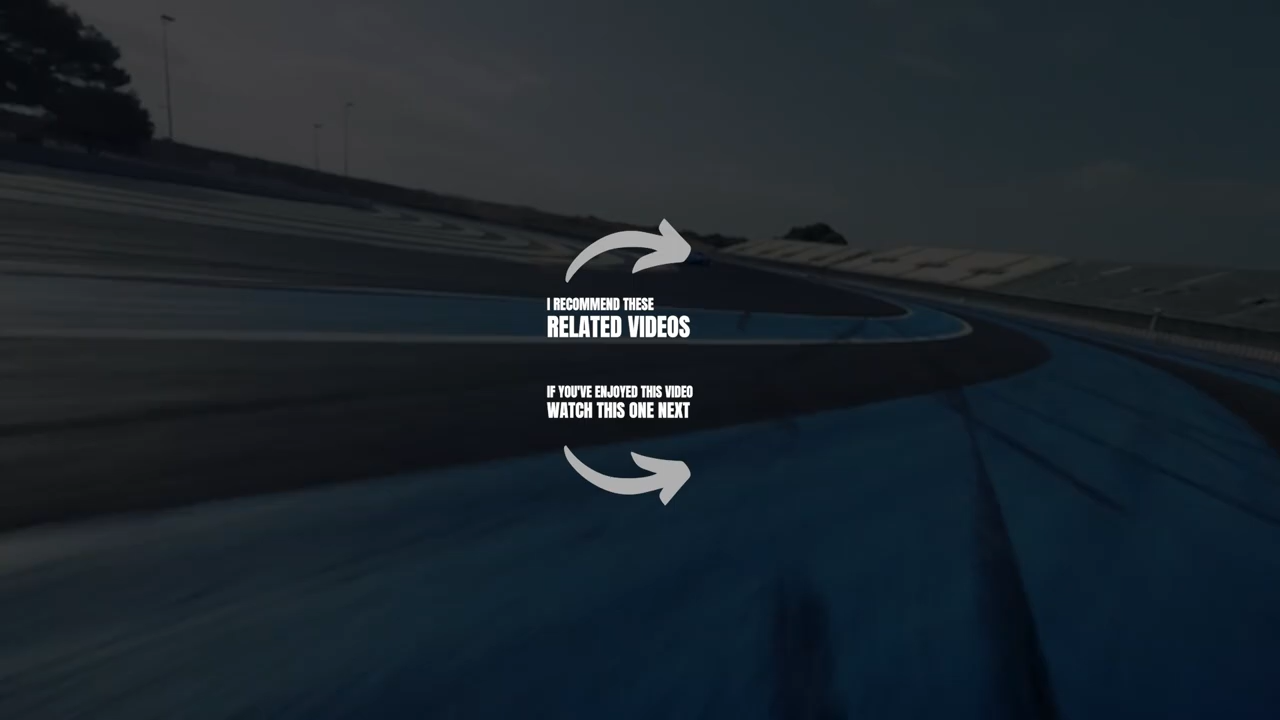 I RECOMMEND THESE
RELATED VIDEOS
IF YOU'VE ENJOYED THIS VIDEO
WATCH THIS ONE NEXT